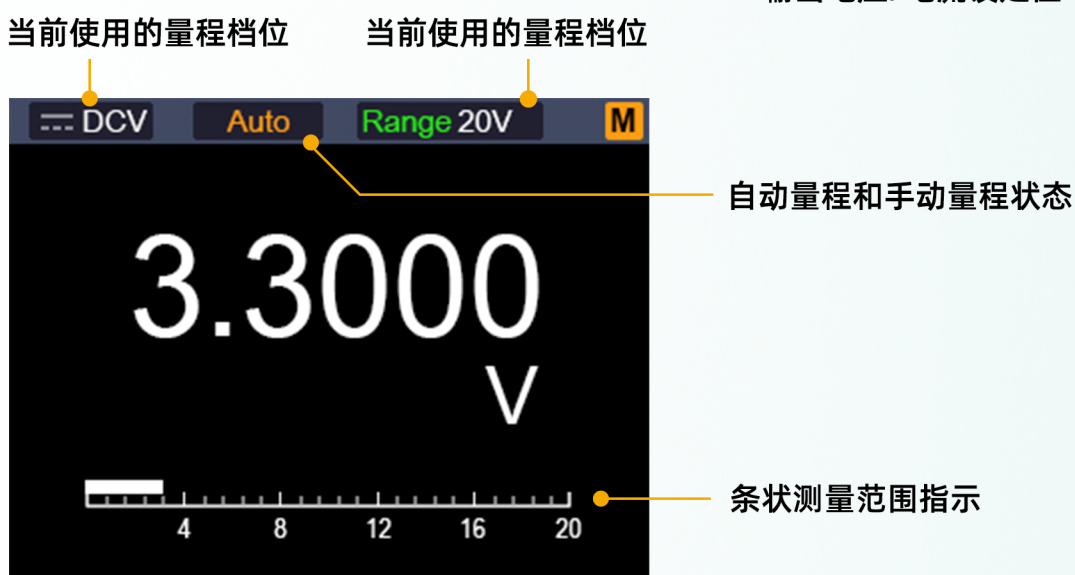 当前使用的量程档位 当前使用的量程档位
DCV Auto Range 20V M
自动量程和手动量程状态
3.3000
V
条状测量范围指示
4 8 12 16 20